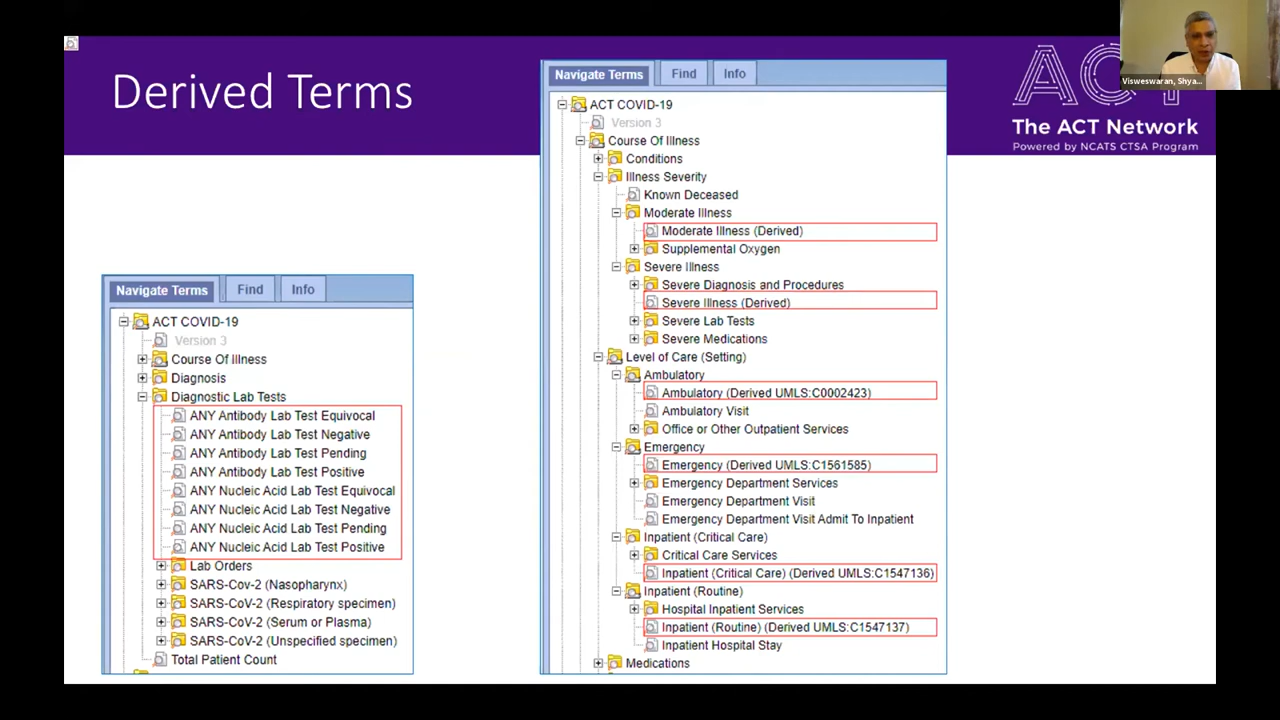 Derived Terms
Navigate Terms Find Info
ACT COVID-19
Version 3
Course Of Illness
Diagnosis
Diagnostic Lab Tests
ANY Antibody Lab Test Equivocal
ANY Antibody Lab Test Negative
ANY Antibody Lab Test Pending
ANY Antibody Lab Test Positive
ANY Nucleic Acid Lab Test Equivocal
ANY Nucleic Acid Lab Test Negative
ANY Nucleic Acid Lab Test Pending
ANY Nucleic Acid Lab Test Positive
Lab Orders
SARS-Cov-2 (Nasopharynx)
SARS-CoV-2 (Respiratory specimen)
SARS-CoV-2 (Serum or Plasma)
SARS-CoV-2 (Unspecified specimen)
Total Patient Count
Navigate Terms Find Info
ACT COVID-19
Version 3
Course Of Illness
Conditions
Illness Severity
Known Deceased
Moderate Illness
Moderate Illness (Derived)
Supplemental Oxygen
Severe Illness
Severe Diagnosis and Procedures
Severe Illness (Derived)
Severe Lab Tests
Severe Medications
Level of Care (Setting)
Ambulatory
Ambulatory (Derived UMLS:C0002423)
Ambulatory Visit
Office or Other Outpatient Services
Emergency
Emergency (Derived UMLS:C1561585)
Emergency Department Services
Emergency Department Visit
Emergency Department Visit Admit To Inpatient
Inpatient (Critical Care)
Critical Care Services
Inpatient (Critical Care) (Derived UMLS:C1547136)
Inpatient (Routine)
Hospital Inpatient Services
Inpatient (Routine) (Derived UMLS:C1547137)
Inpatient Hospital Stay
Medications
ACT
The ACT Network
Powered by NCATS CTSA Program
Visweswaran, Shya...